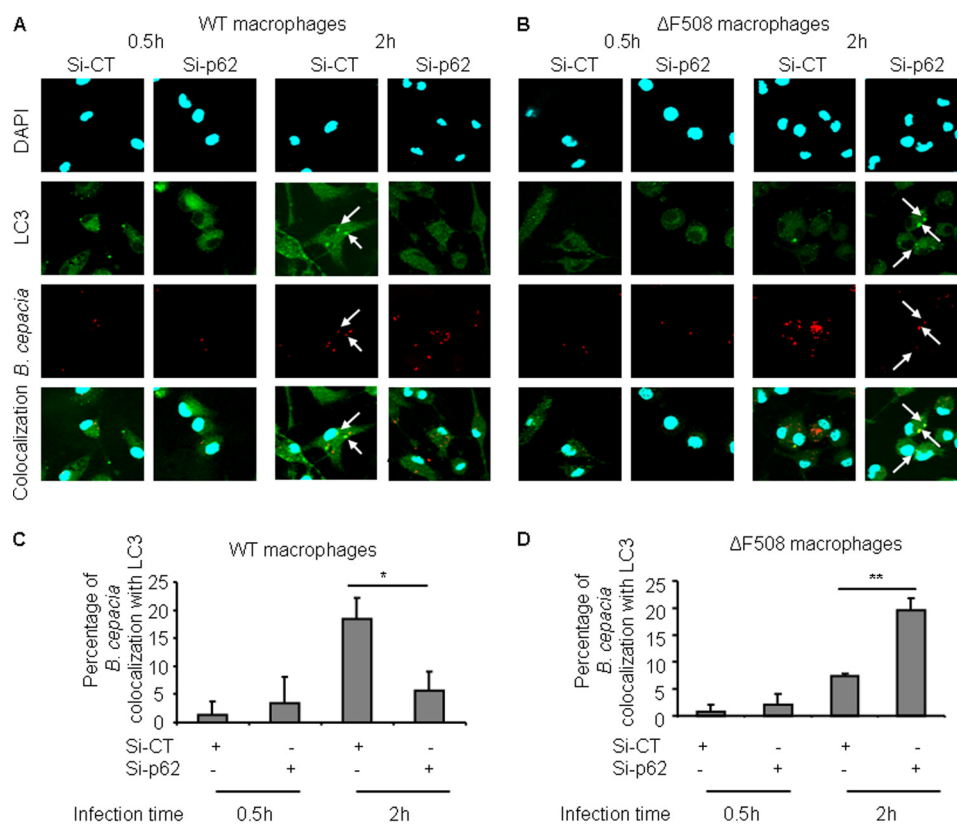 A
WT macrophages
0.5h 2h
Si-CT Si-p62 Si-CT Si-p62
DAPI
LC3
B. cepacia
Colocalization
B
ΔF508 macrophages
0.5h 2h
Si-CT Si-p62 Si-CT Si-p62
C
WT macrophages
Percentage of
B. cepacia
colocalization with LC3
25
20
15
10
5
0
*
Si-CT + - + -
Si-p62 - + - +
Infection time 0.5h 2h
D
ΔF508 macrophages
Percentage of
B. cepacia
colocalization with LC3
25
20
15
10
5
0
**
Si-CT + - + -
Si-p62 - + - +
Infection time 0.5h 2h